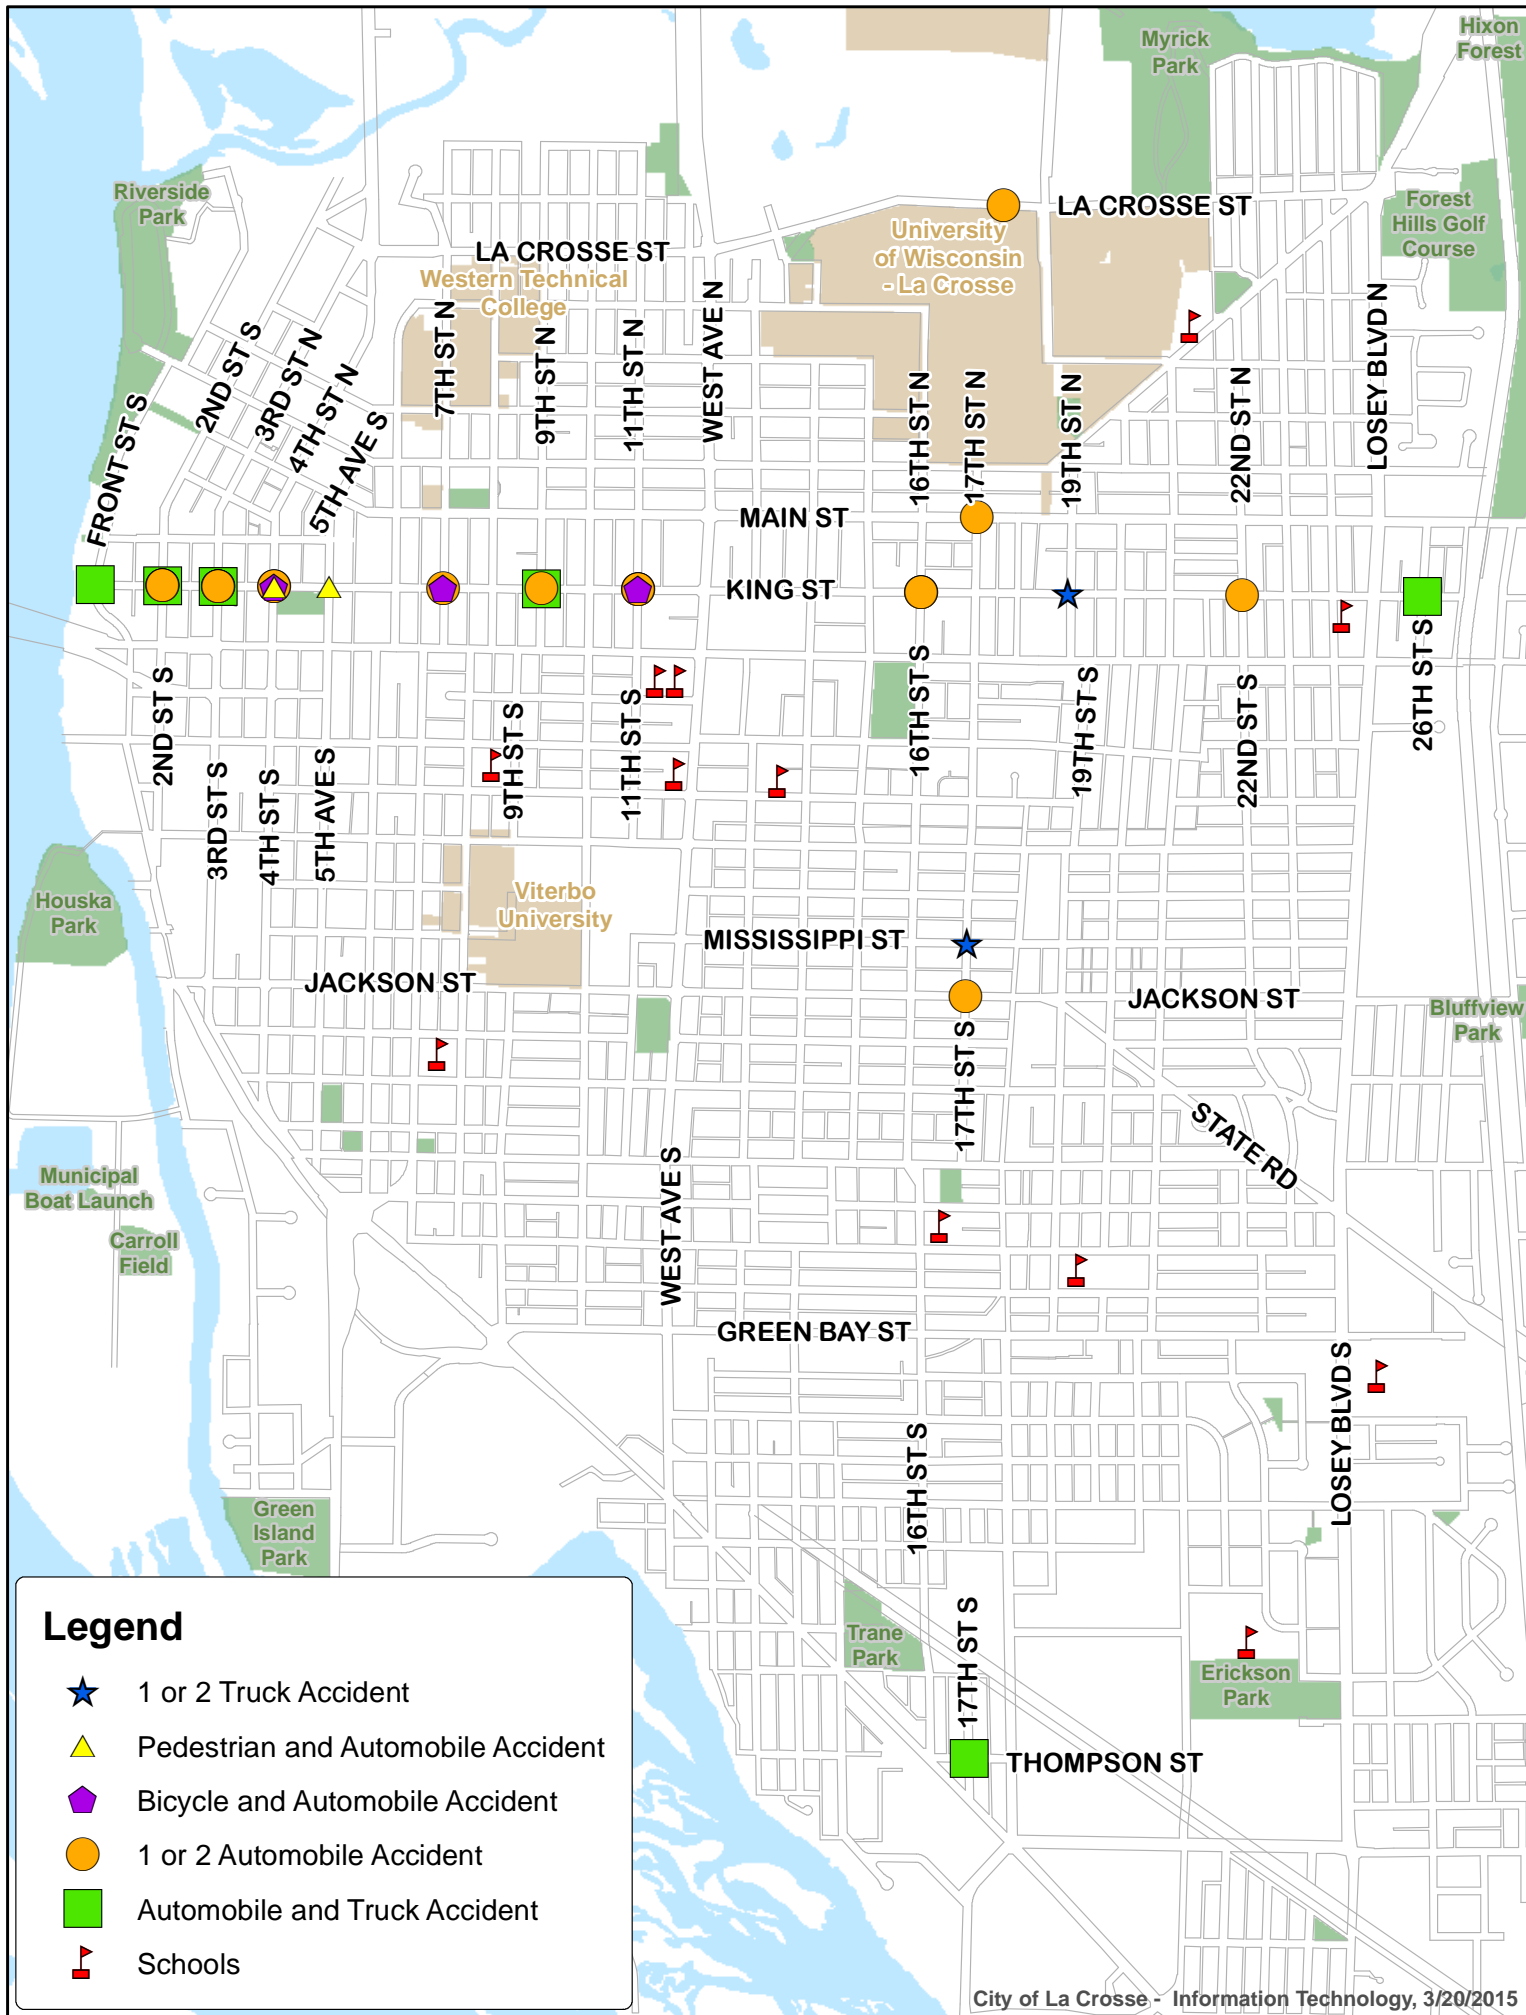 Hixon
Forest
Myrick
Park
Riverside
Park
LA CROSSE ST
Forest
Hills Golf
Course
University
of Wisconsin
- La Crosse
LA CROSSE ST
Western Technical
College
2ND ST S
3RD ST N
4TH ST N
5TH AVE S
7TH ST N
9TH ST N
11TH ST N
WEST AVE N
16TH ST N
17TH ST N
19TH ST N
22ND ST N
LOSEY BLVD N
FRONT ST S
MAIN ST
KING ST
2ND ST S
3RD ST S
4TH ST S
5TH AVE S
9TH ST S
11TH ST S
16TH ST S
19TH ST S
22ND ST S
26TH ST S
Houska
Park
Viterbo
University
MISSISSIPPI ST
JACKSON ST
JACKSON ST
Bluffview
Park
17TH ST S
STATE RD
Municipal
Boat Launch
Carroll
Field
WEST AVE S
GREEN BAY ST
LOSEY BLVD S
16TH ST S
Green
Island
Park
Trane
Park
17TH ST S
Erickson
Park
THOMPSON ST
Legend
1 or 2 Truck Accident
Pedestrian and Automobile Accident
Bicycle and Automobile Accident
1 or 2 Automobile Accident
Automobile and Truck Accident
Schools
City of La Crosse - Information Technology, 3/20/2015